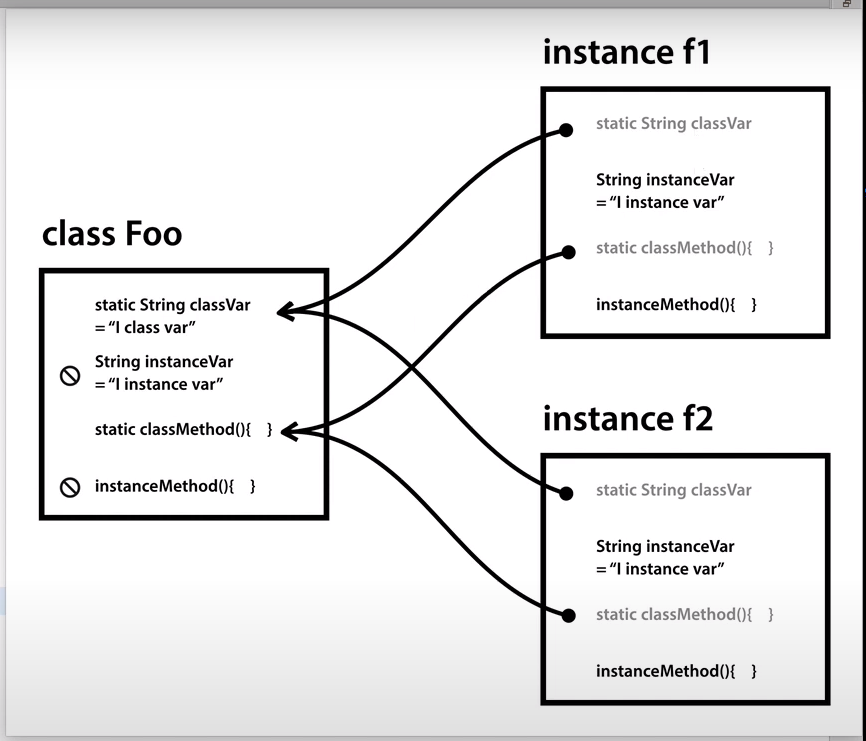 instance f1
static String classVar
String instanceVar
= “I instance var”
static classMethod(){   }
instanceMethod(){   }
class Foo
static String classVar
= “I class var”
String instanceVar
= “I instance var”
static classMethod(){   }
instanceMethod(){   }
instance f2
static String classVar
String instanceVar
= “I instance var”
static classMethod(){   }
instanceMethod(){   }